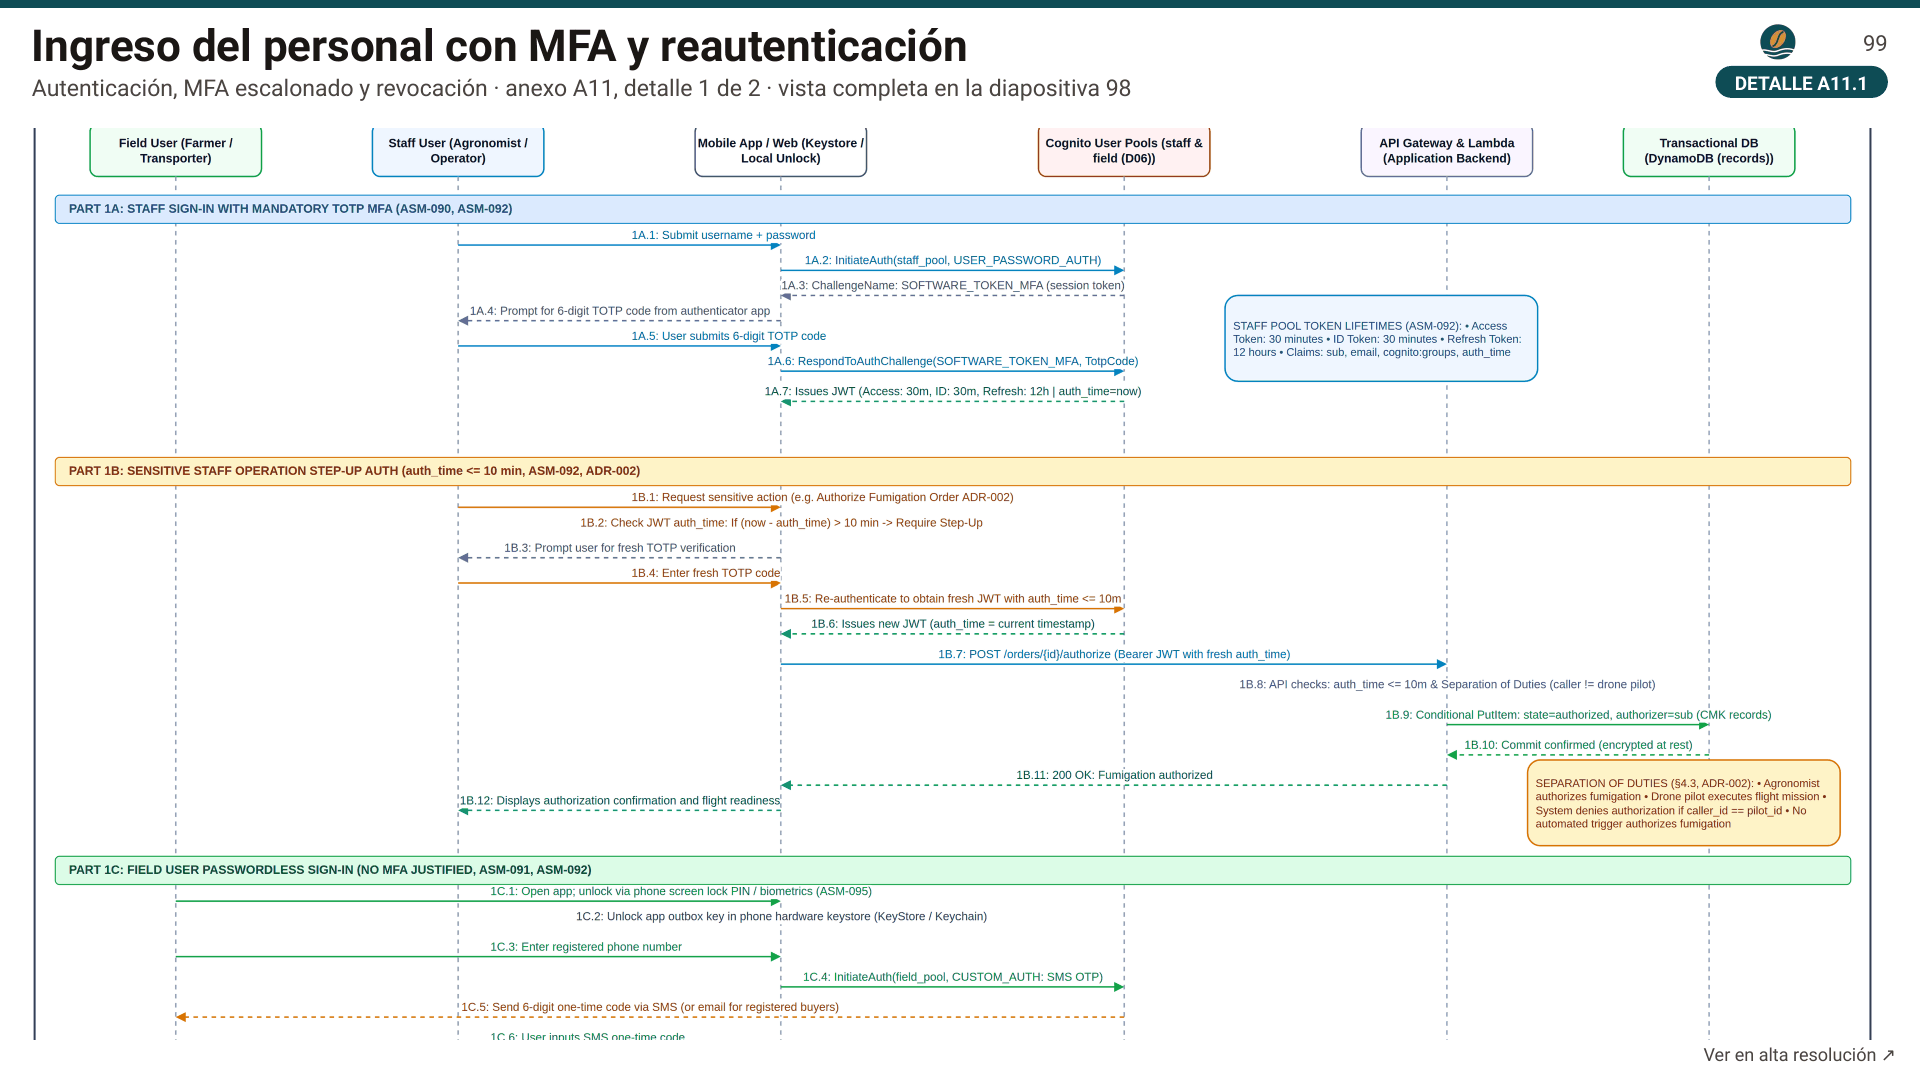 Ingreso del personal con MFA y reautenticación
99
Autenticación, MFA escalonado y revocación · anexo A11, detalle 1 de 2 · vista completa en la diapositiva 98
DETALLE A11.1
Field User (Farmer /
Transporter)
Staff User (Agronomist /
Operator)
Mobile App / Web (Keystore /
Local Unlock)
Cognito User Pools (staff &
field (D06))
API Gateway & Lambda
(Application Backend)
Transactional DB
(DynamoDB (records))
PART 1A: STAFF SIGN-IN WITH MANDATORY TOTP MFA (ASM-090, ASM-092)
1A.1: Submit username + password
1A.2: InitiateAuth(staff_pool, USER_PASSWORD_AUTH)
1A.3: ChallengeName: SOFTWARE_TOKEN_MFA (session token)
1A.4: Prompt for 6-digit TOTP code from authenticator app
1A.5: User submits 6-digit TOTP code
1A.6: RespondToAuthChallenge(SOFTWARE_TOKEN_MFA, TotpCode)
1A.7: Issues JWT (Access: 30m, ID: 30m, Refresh: 12h | auth_time=now)
STAFF POOL TOKEN LIFETIMES (ASM-092): • Access
Token: 30 minutes • ID Token: 30 minutes • Refresh Token:
12 hours • Claims: sub, email, cognito:groups, auth_time
PART 1B: SENSITIVE STAFF OPERATION STEP-UP AUTH (auth_time <= 10 min, ASM-092, ADR-002)
1B.1: Request sensitive action (e.g. Authorize Fumigation Order ADR-002)
1B.2: Check JWT auth_time: If (now - auth_time) > 10 min -> Require Step-Up
1B.3: Prompt user for fresh TOTP verification
1B.4: Enter fresh TOTP code
1B.5: Re-authenticate to obtain fresh JWT with auth_time <= 10m
1B.6: Issues new JWT (auth_time = current timestamp)
1B.7: POST /orders/{id}/authorize (Bearer JWT with fresh auth_time)
1B.8: API checks: auth_time <= 10m & Separation of Duties (caller != drone pilot)
1B.9: Conditional PutItem: state=authorized, authorizer=sub (CMK records)
1B.10: Commit confirmed (encrypted at rest)
1B.11: 200 OK: Fumigation authorized
1B.12: Displays authorization confirmation and flight readiness
SEPARATION OF DUTIES (§4.3, ADR-002): • Agronomist
authorizes fumigation • Drone pilot executes flight mission •
System denies authorization if caller_id == pilot_id • No
automated trigger authorizes fumigation
PART 1C: FIELD USER PASSWORDLESS SIGN-IN (NO MFA JUSTIFIED, ASM-091, ASM-092)
1C.1: Open app; unlock via phone screen lock PIN / biometrics (ASM-095)
1C.2: Unlock app outbox key in phone hardware keystore (KeyStore / Keychain)
1C.3: Enter registered phone number
1C.4: InitiateAuth(field_pool, CUSTOM_AUTH: SMS OTP)
1C.5: Send 6-digit one-time code via SMS (or email for registered buyers)
1C.6: User inputs SMS one-time code
Ver en alta resolución ↗